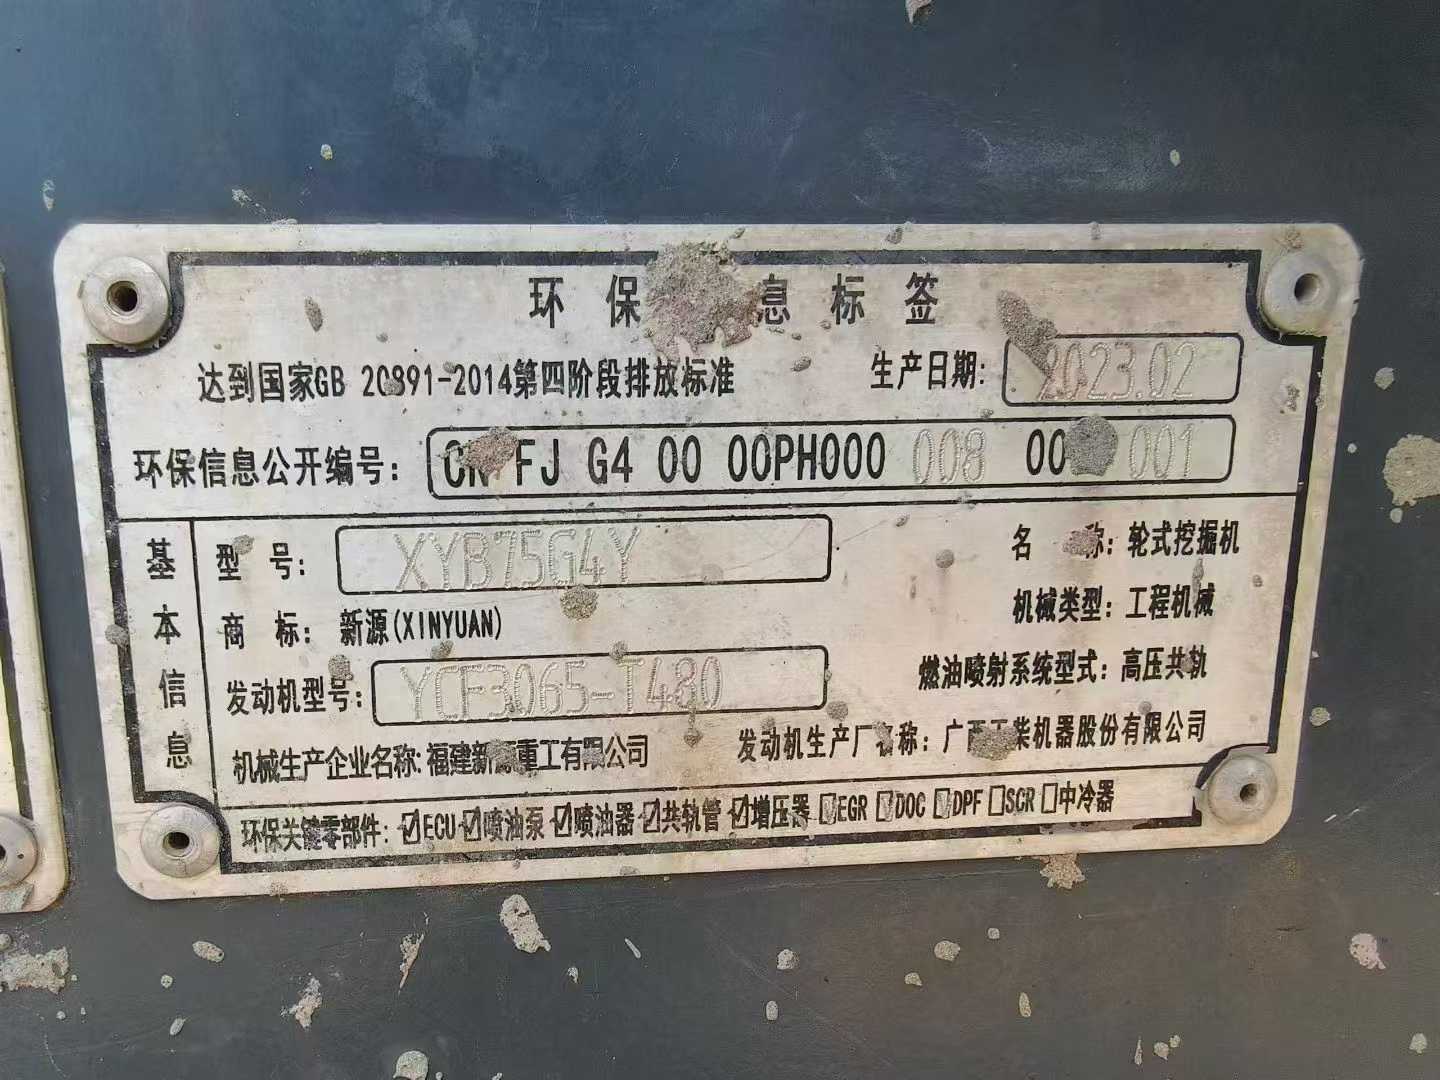 环保 息标签
达到国家GB 20891-2014第四阶段排放标准 生产日期: 2023.02
环保信息公开编号: CN FJ G4 00 00PH000 008 00 001
基本信息
型号: XYB75G4Y 名称: 轮式挖掘机
商标: 新源(XINYUAN) 机械类型: 工程机械
发动机型号: YCF3065-T480 燃油喷射系统型式: 高压共轨
机械生产企业名称: 福建新 重工有限公司 发动机生产厂名称: 广西 柴机器股份有限公司
环保关键零部件: ☑ECU ☑喷油泵 ☑喷油器 ☑共轨管 ☑增压器 ☑EGR ☑DOC ☑DPF □SCR □中冷器